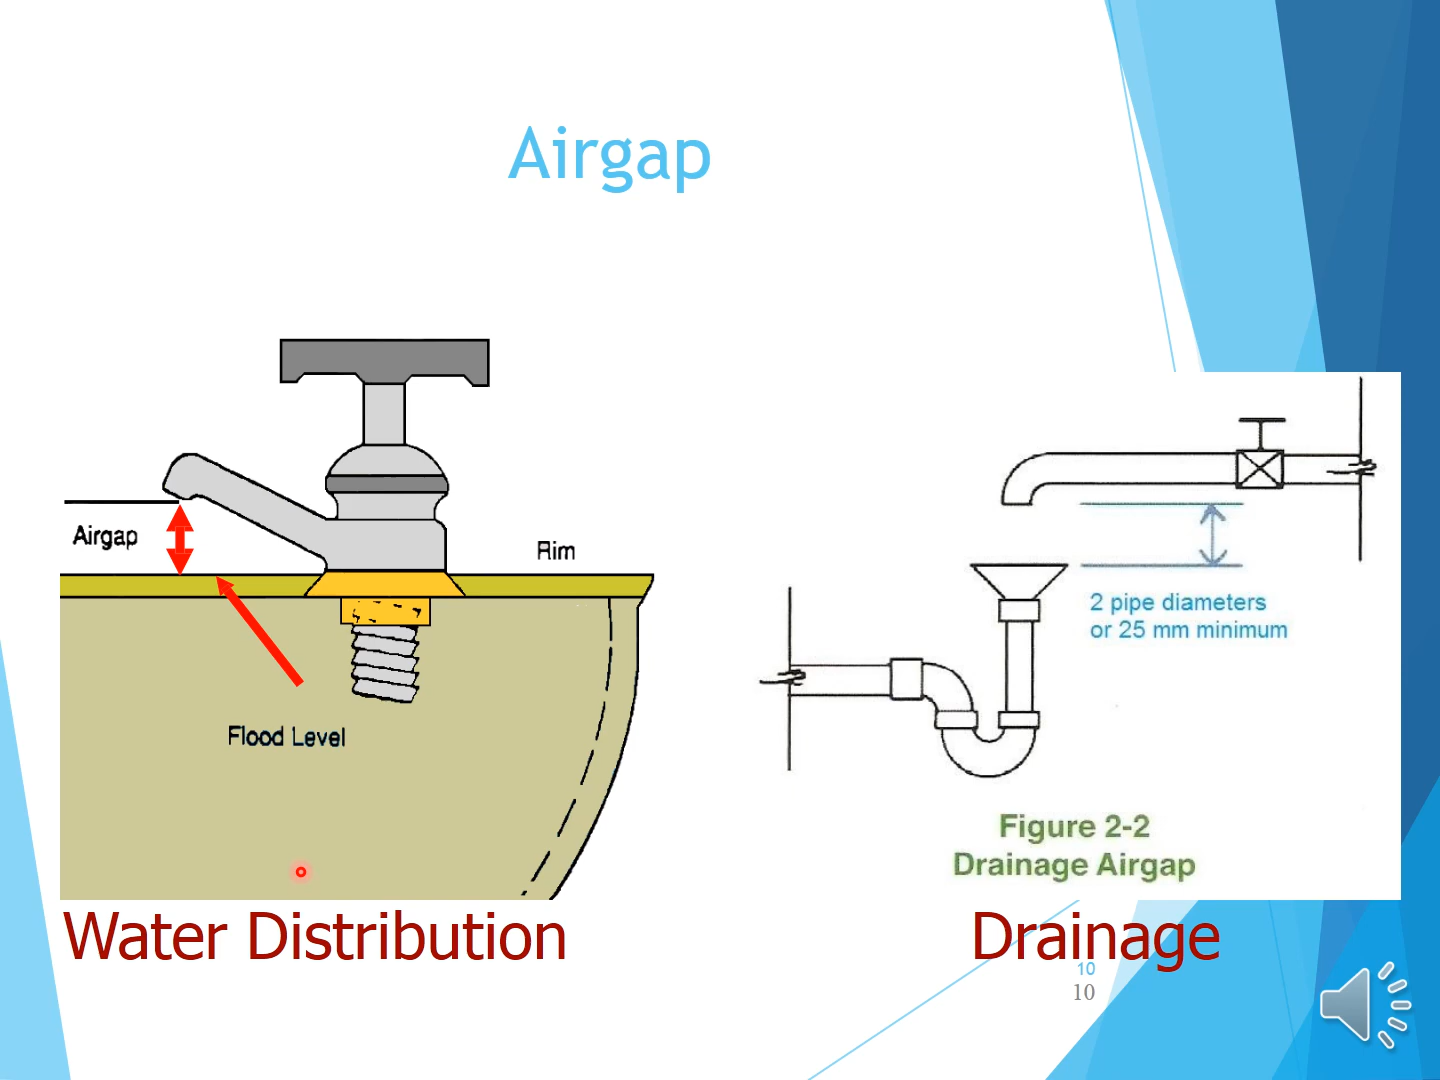 Airgap
Airgap
Rim
Flood Level
Water Distribution
2 pipe diameters
or 25 mm minimum
Figure 2-2
Drainage Airgap
Drainage
10
10